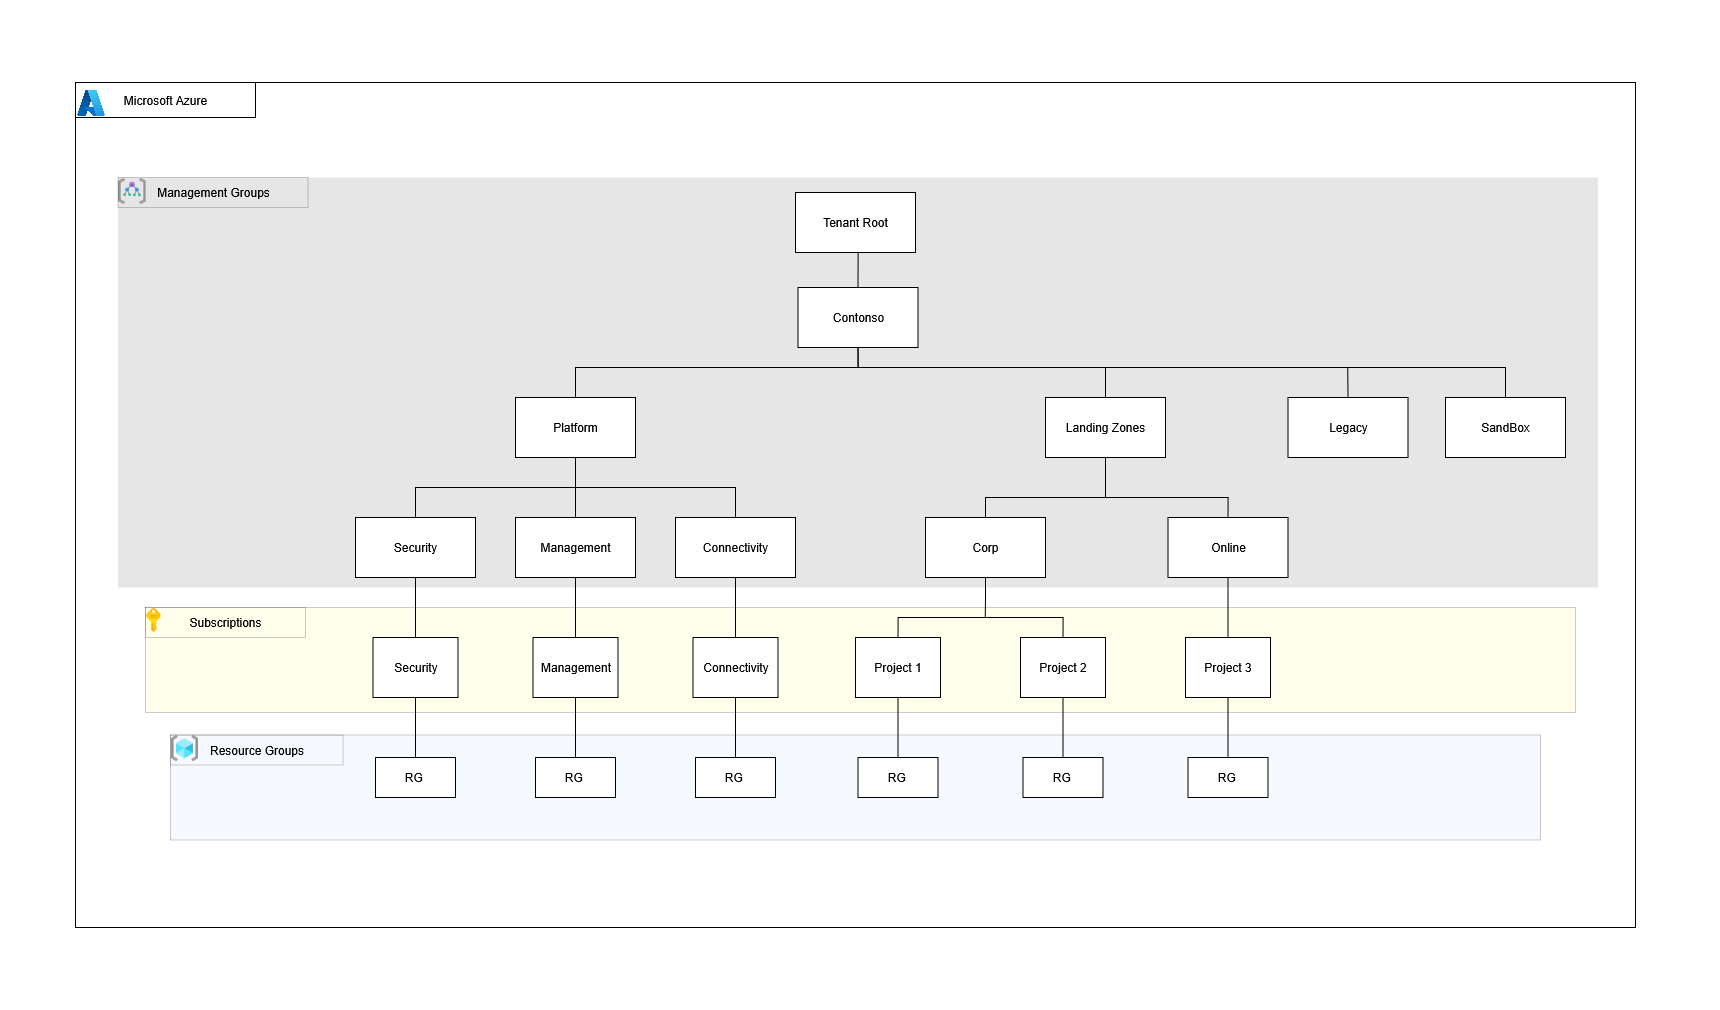 Microsoft Azure
Management Groups
Tenant Root
Contonso
Platform
Landing Zones
Legacy
SandBox
Security
Management
Connectivity
Corp
Online
Subscriptions
Security
Management
Connectivity
Project 1
Project 2
Project 3
Resource Groups
RG
RG
RG
RG
RG
RG